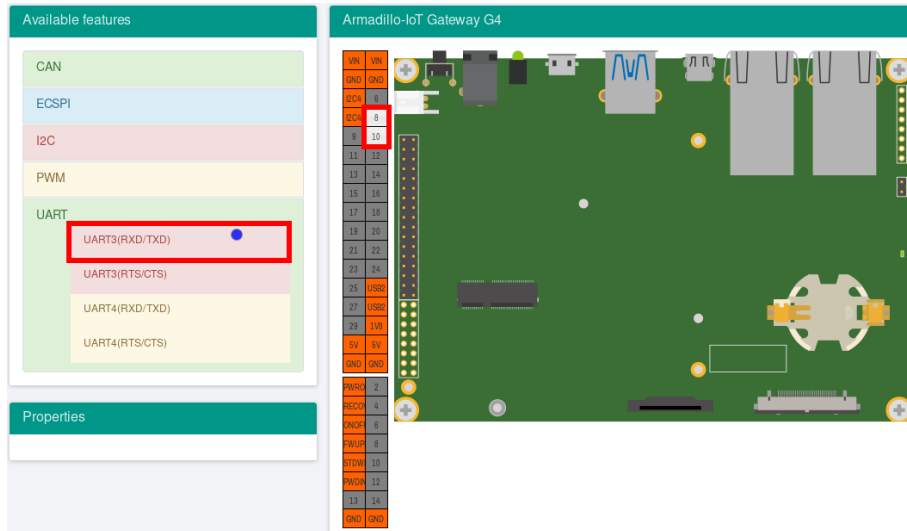 Available features
CAN
ECSPI
I2C
PWM
UART
UART3(RXD/TXD)
UART3(RTS/CTS)
UART4(RXD/TXD)
UART4(RTS/CTS)
Properties
Armadillo-IoT Gateway G4
VIN VIN
GND GND
I2C4 6
I2C4 8
9 10
11 12
13 14
15 16
17 18
19 20
21 22
23 24
25 USB2
27 USB2
29 1V8
5V 5V
GND GND
PWRO 2
RECOV 4
ONOF 6
FWUP 8
STDW 10
PWDIN 12
13 14
GND GND